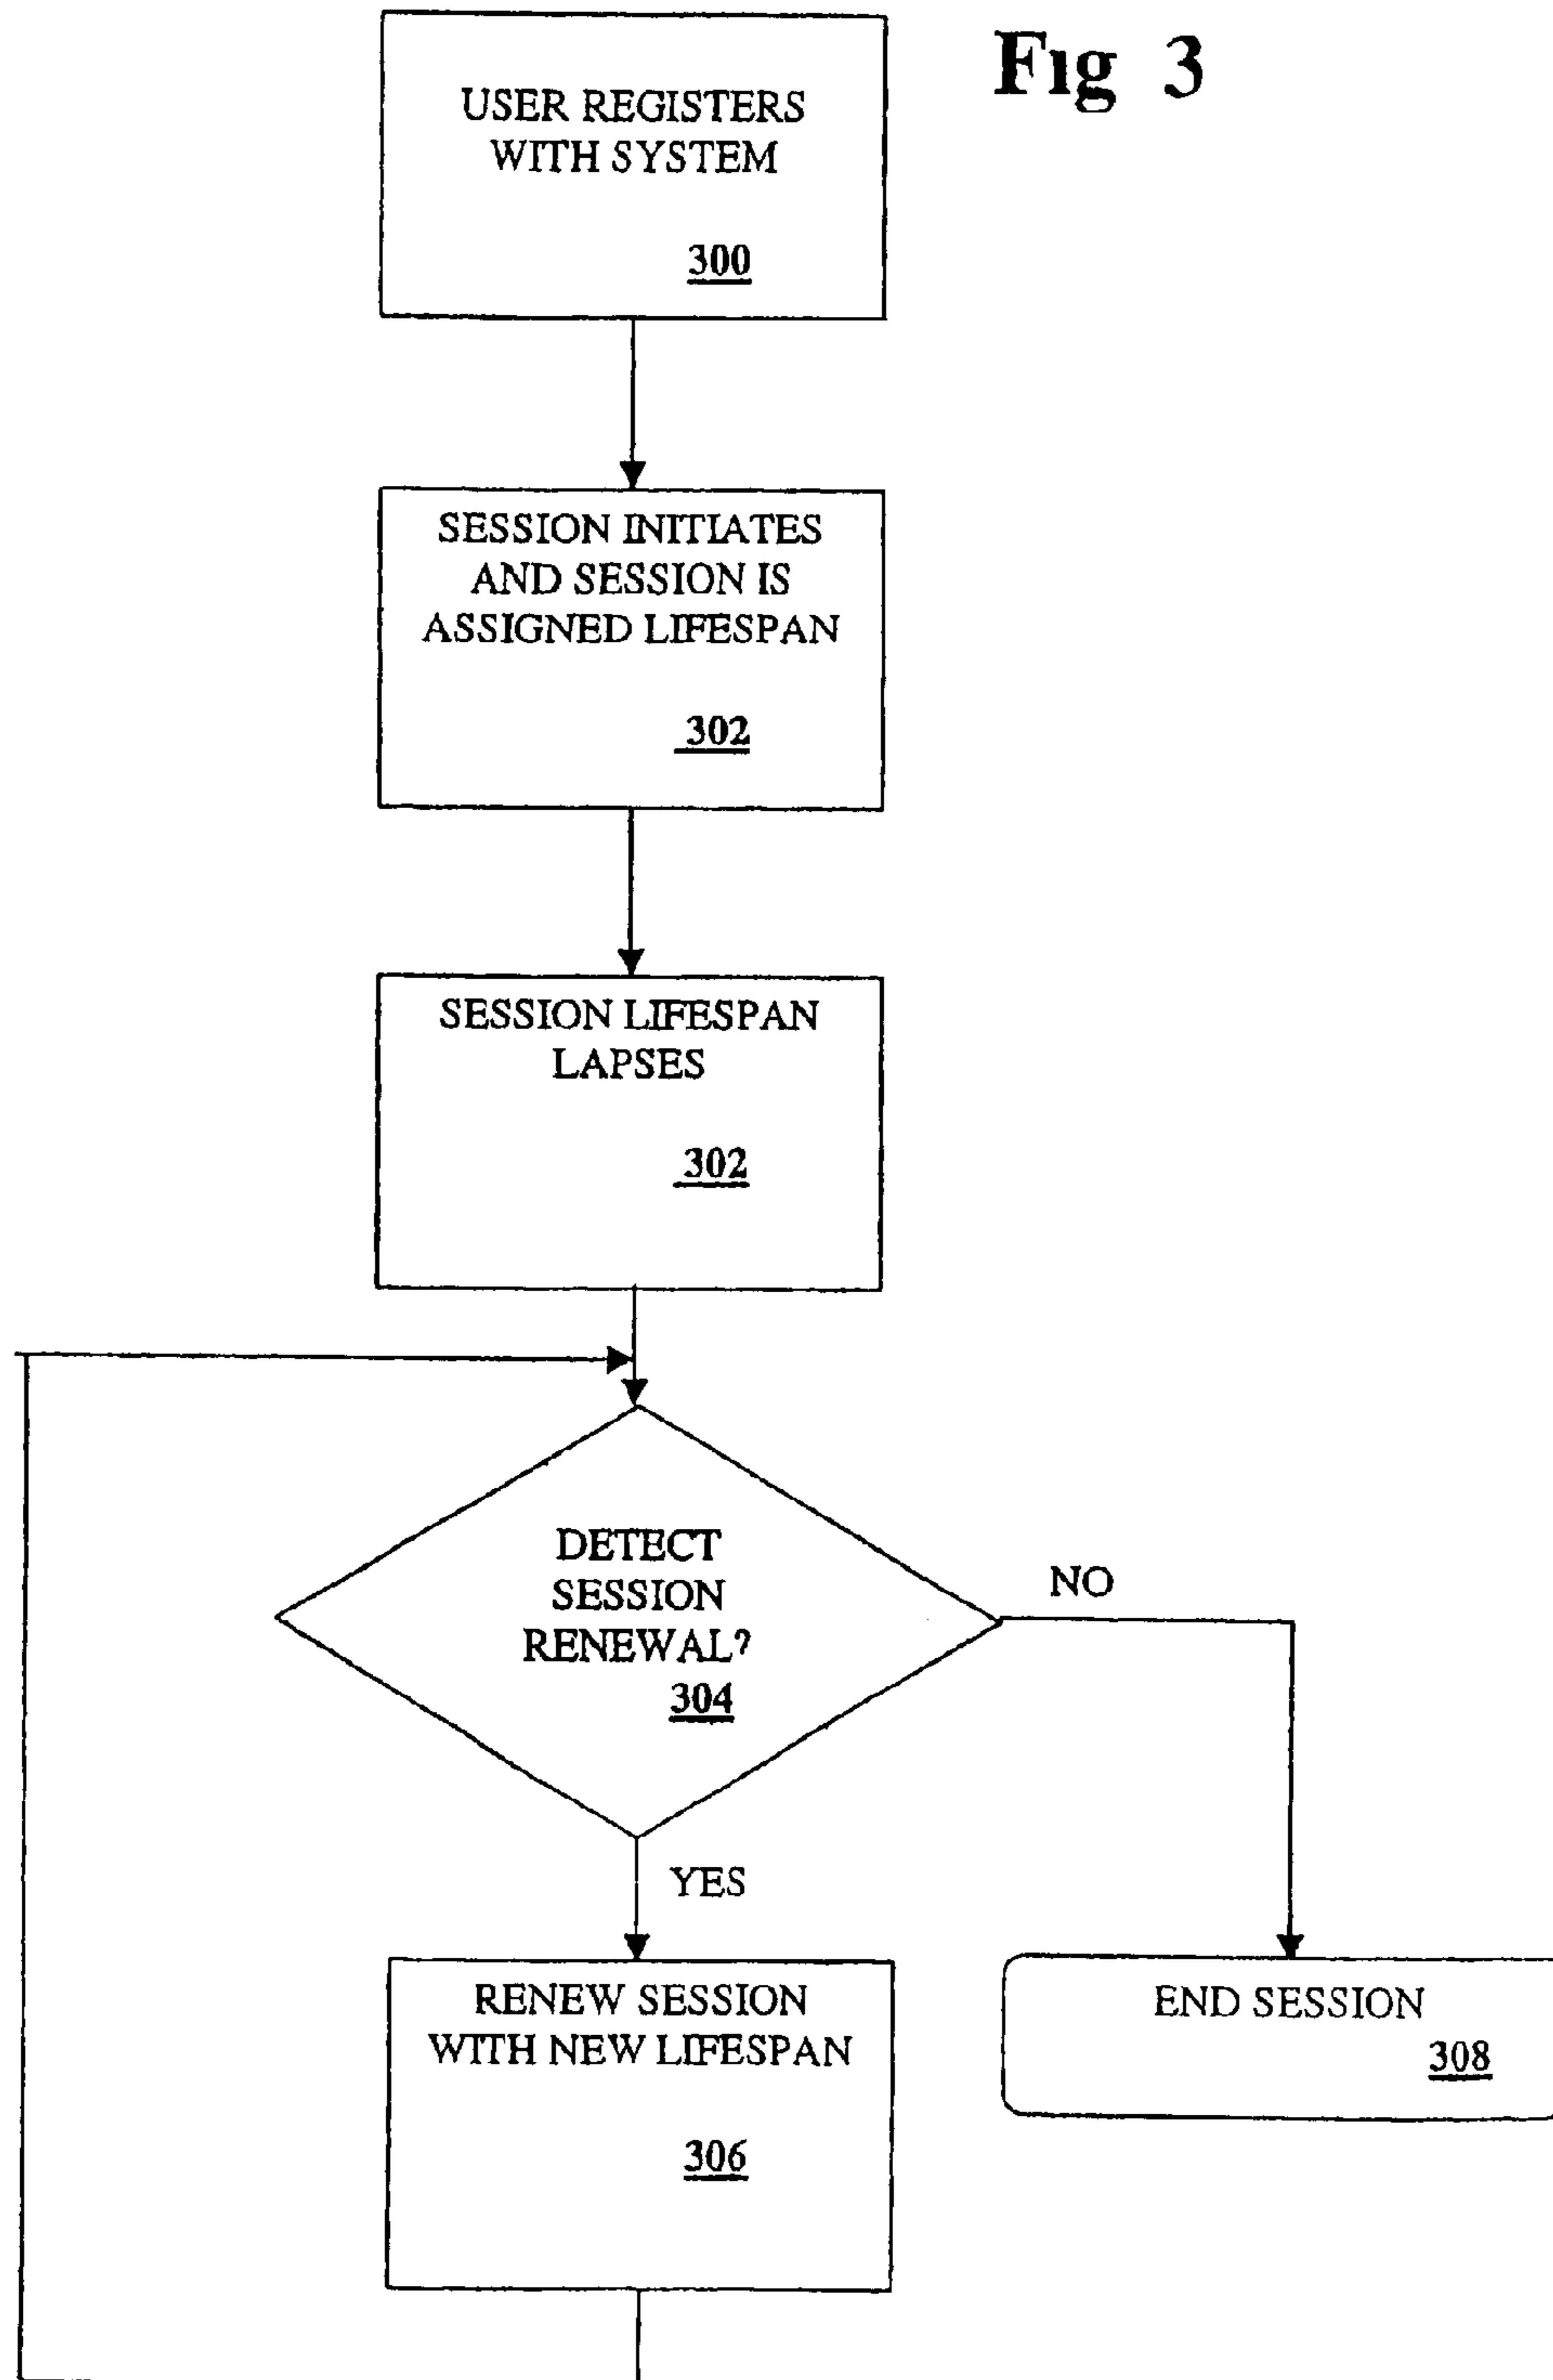 Fig 3
USER REGISTERS
WITH SYSTEM
300
SESSION INITIATES
AND SESSION IS
ASSIGNED LIFESPAN
302
SESSION LIFESPAN
LAPSES
302
DETECT
SESSION
RENEWAL?
304
NO
YES
RENEW SESSION
WITH NEW LIFESPAN
306
END SESSION
308